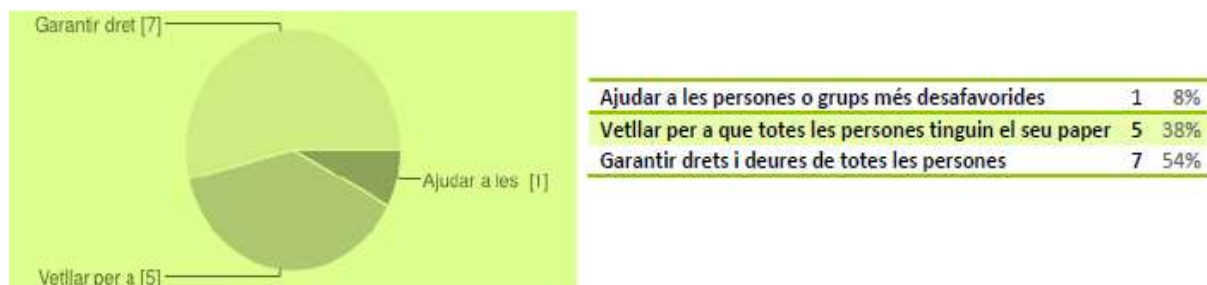 Garantir dret [7]
Ajudar a les [1]
Vetllar per a [5]
Ajudar a les persones o grups més desafavorides 1 8%
Vetllar per a que totes les persones tinguin el seu paper 5 38%
Garantir drets i deures de totes les persones 7 54%